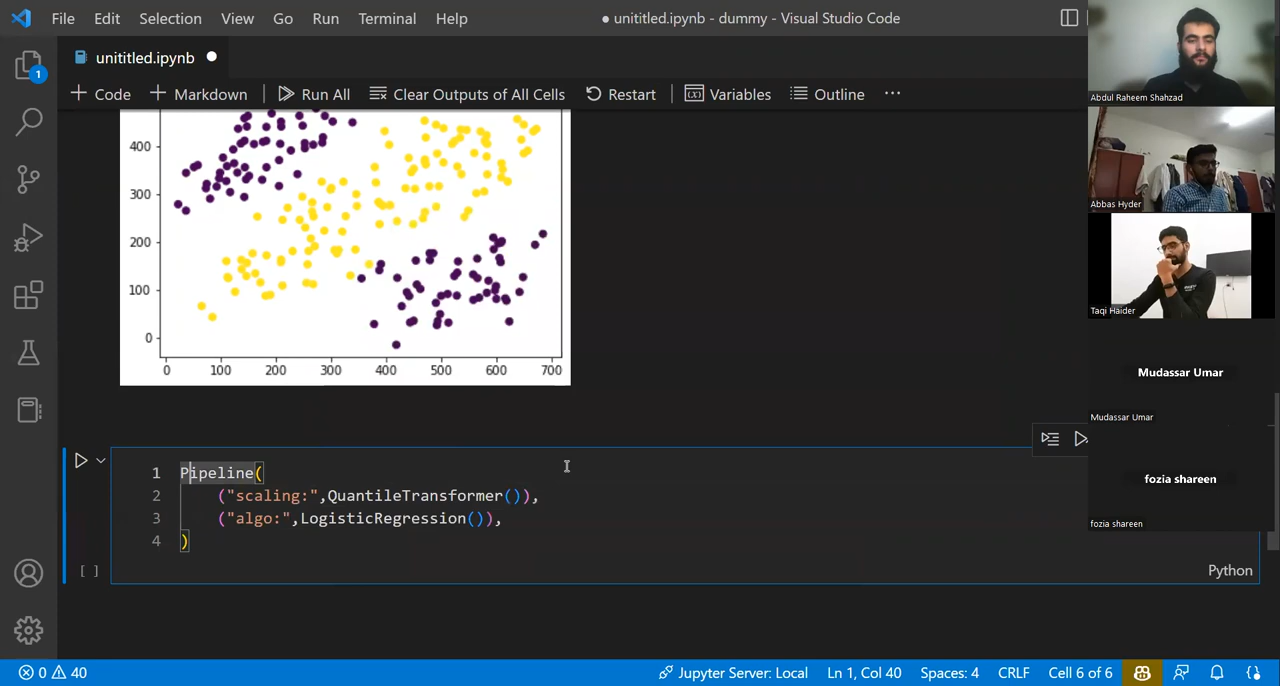 File Edit Selection View Go Run Terminal Help
● unititled.ipynb - dummy - Visual Studio Code
unititled.ipynb ●
1
+ Code + Markdown Run All Clear Outputs of All Cells Restart Variables Outline ...
400
300
200
100
0
0 100 200 300 400 500 600 700
1 Pipeline(
2 ("scaling:",QuantileTransformer()),
3 ("algo:",LogisticRegression()),
4 )
[ ]
Python
0 40
Jupyter Server: Local Ln 1, Col 40 Spaces: 4 CRLF Cell 6 of 6
Abdul Raheem Shahzad
Abbas Hyder
Taqi Haider
Mudassar Umar
Mudassar Umar
fozia shareen
fozia shareen